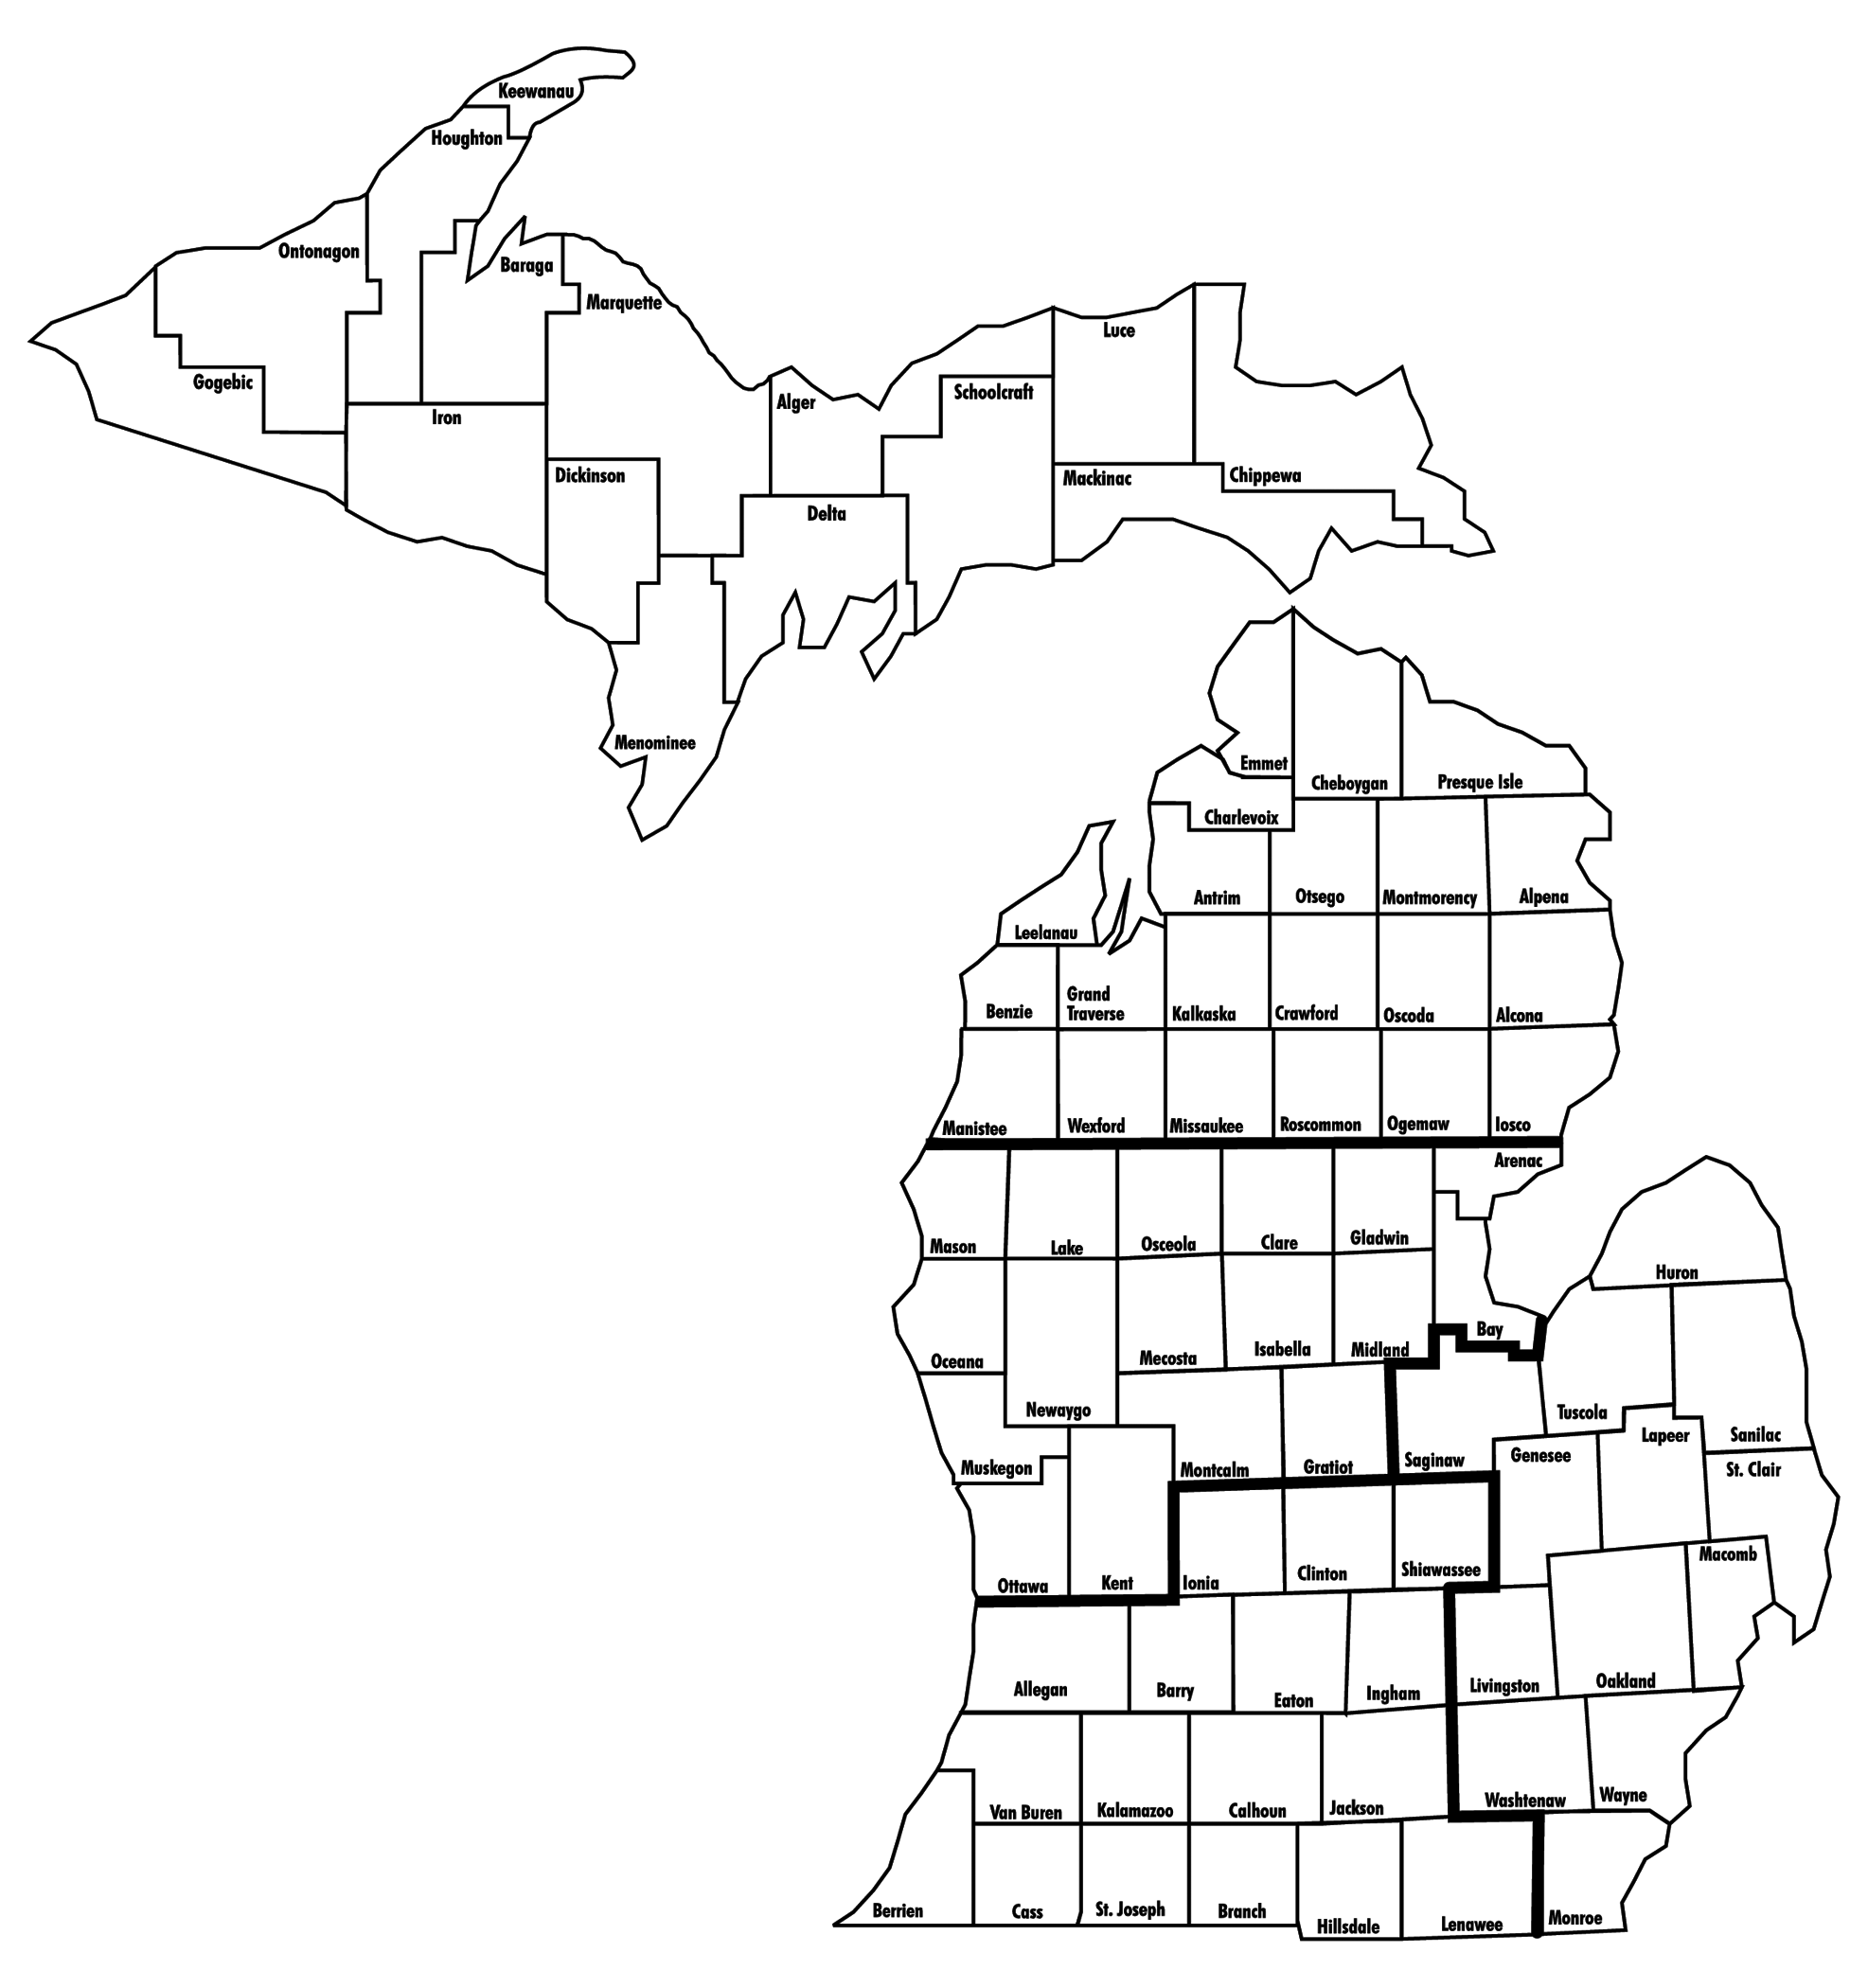 Keewanau
Houghton
Ontonagon
Baraga
Marquette
Luce
Gogebic
Schoolcraft
Alger
Iron
Dickinson
Mackinac
Chippewa
Delta
Menominee
Emmet
Cheboygan
Presque Isle
Charlevoix
Antrim
Otsego
Montmorency
Alpena
Leelanau
Benzie
Grand
Traverse
Kalkaska
Crawford
Oscoda
Alcona
Manistee
Wexford
Missaukee
Roscommon
Ogemaw
Iosco
Arenac
Mason
Lake
Osceola
Clare
Gladwin
Huron
Oceana
Mecosta
Isabella
Midland
Bay
Newaygo
Tuscola
Lapeer
Sanilac
Muskegon
Montcalm
Gratiot
Saginaw
Genesee
St. Clair
Ottawa
Kent
Ionia
Clinton
Shiawassee
Macomb
Allegan
Barry
Eaton
Ingham
Livingston
Oakland
Van Buren
Kalamazoo
Calhoun
Jackson
Washtenaw
Wayne
Berrien
Cass
St. Joseph
Branch
Hillsdale
Lenawee
Monroe